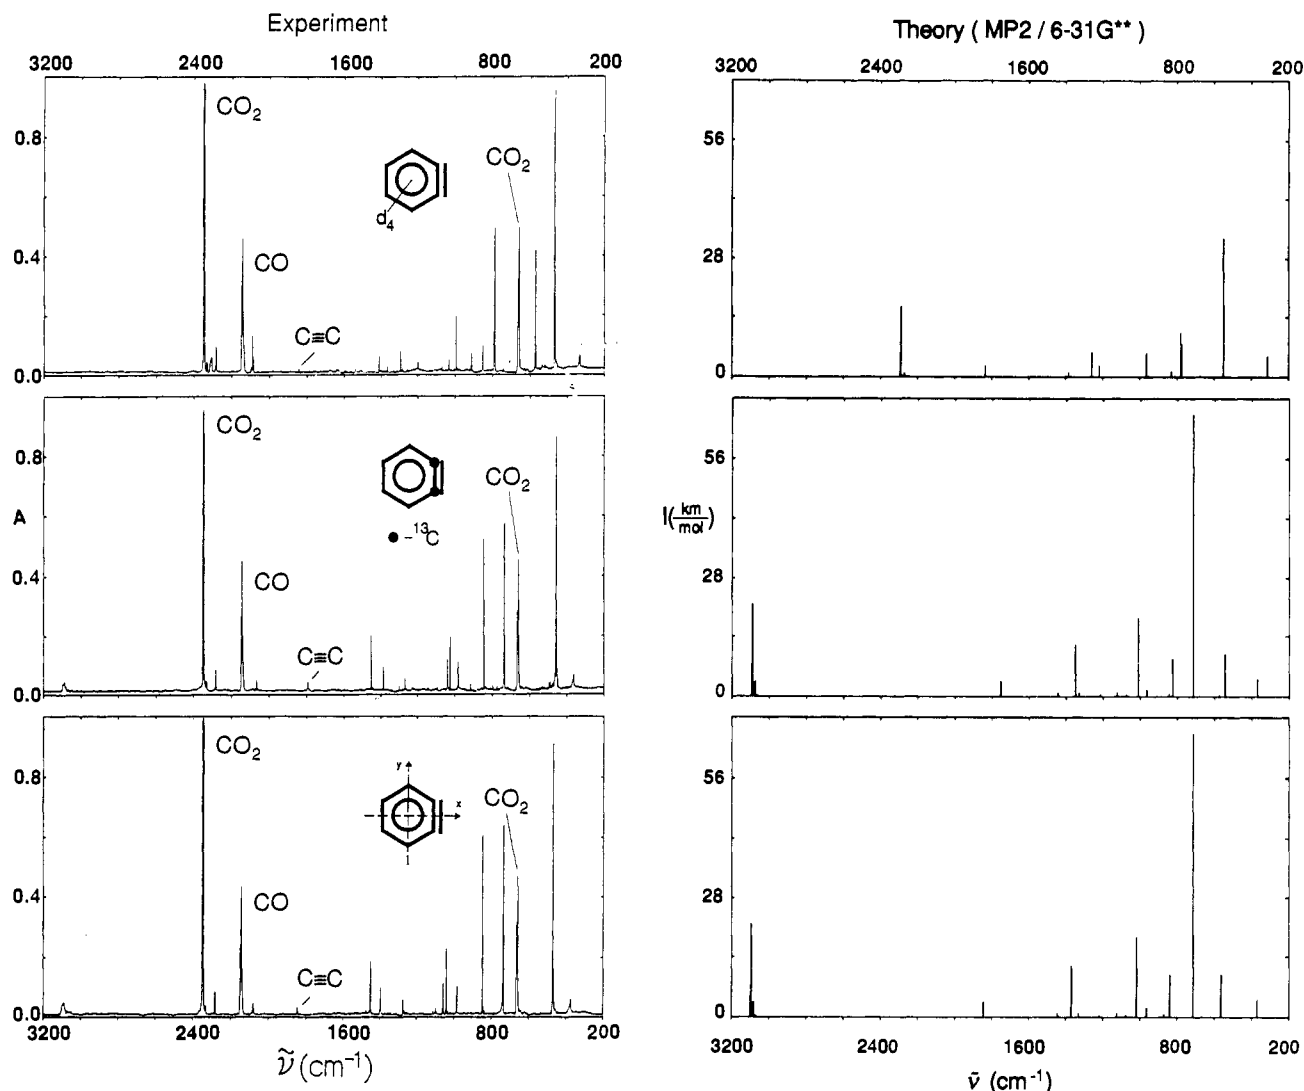 Experiment
3200 2400 1600 800 200
CO₂
0.8
CO₂
d₄
CO
0.4
C≡C
0.0
CO₂
0.8
CO₂
A
● – ¹³C
CO
0.4
C≡C
0.0
CO₂
y
x
CO₂
0.8
1
CO
0.4
C≡C
0.0
3200 2400 1600 800 200
ν̃ (cm⁻¹)
Theory ( MP2 / 6-31G** )
3200 2400 1600 800 200
56
28
0
56
I(km/mol)
28
0
56
28
0
3200 2400 1600 800 200
ν̃ (cm⁻¹)